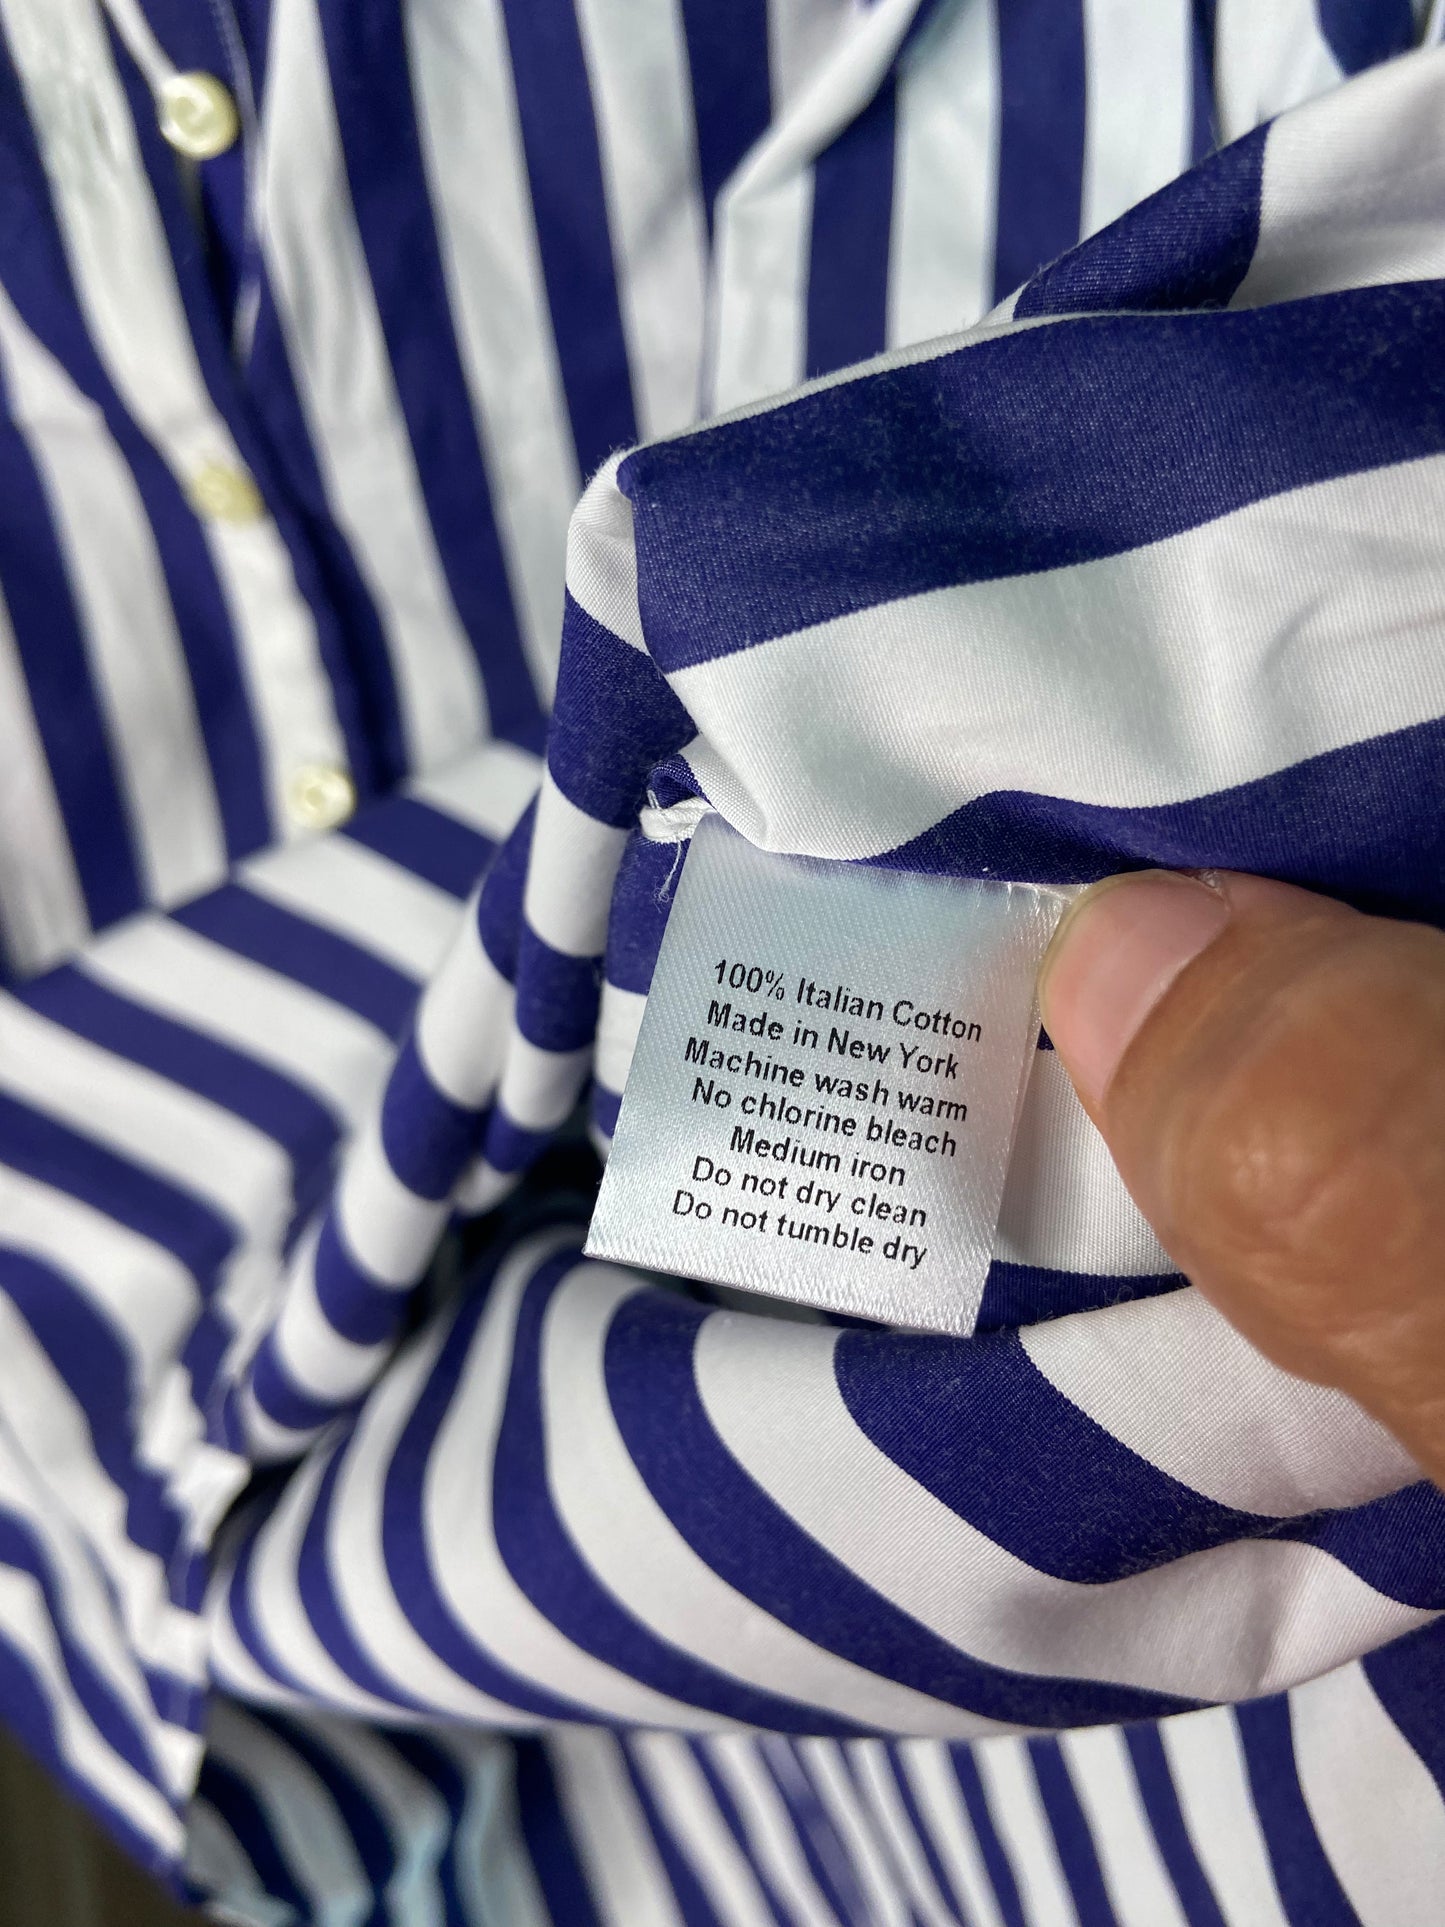 100% Italian Cotton
Made in New York
Machine wash warm
No chlorine bleach
Medium iron
Do not dry clean
Do not tumble dry